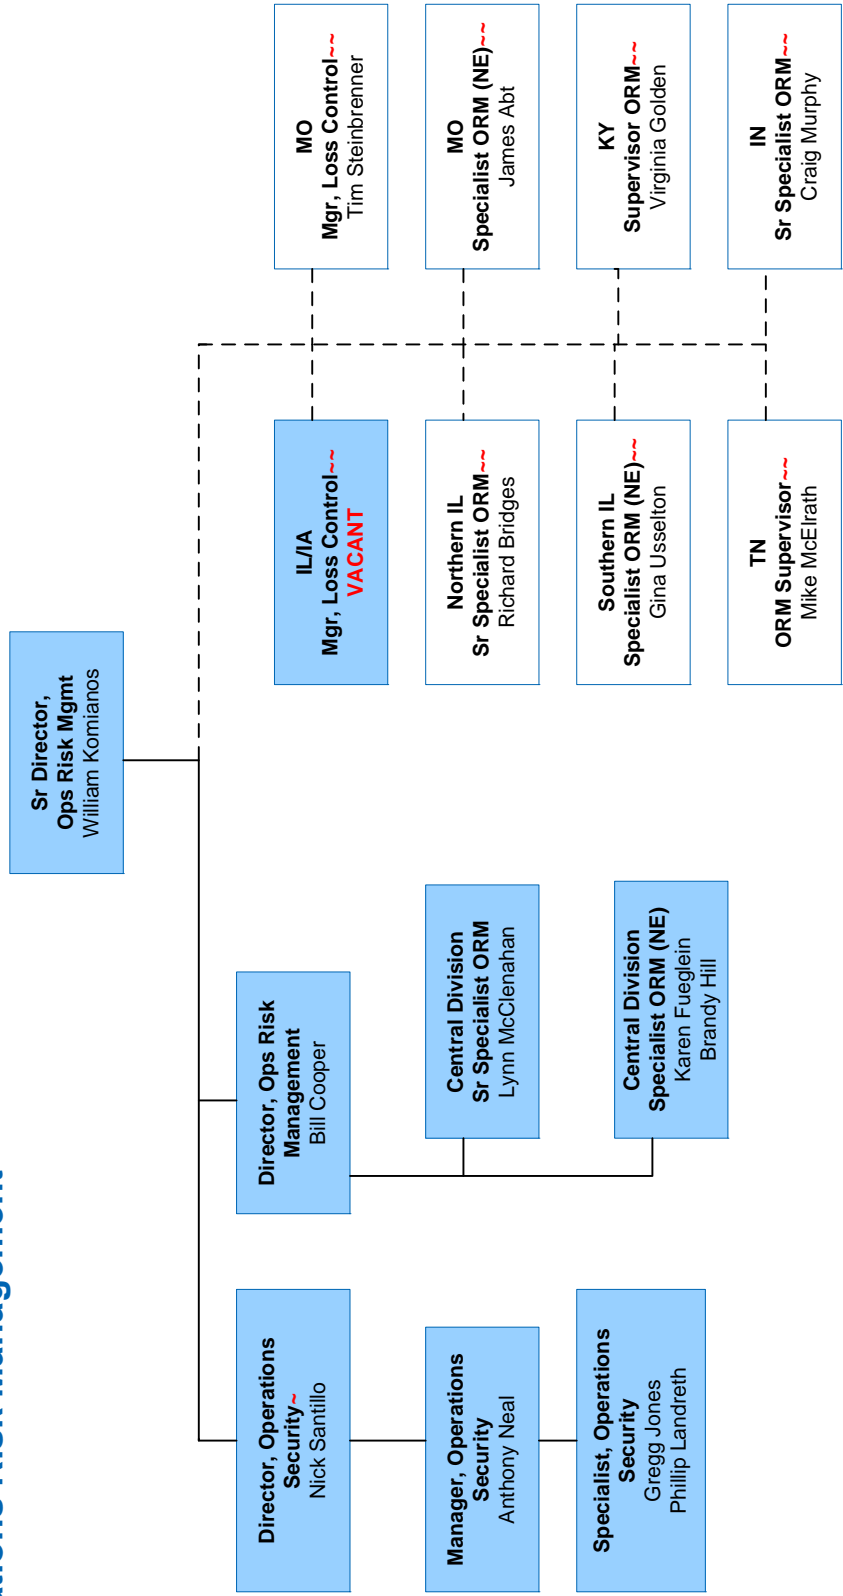 Risk Management
Sr Director,
Ops Risk Mgmt
William Komianos
Director, Operations
Security~
Nick Santillo
Director, Ops Risk
Management
Bill Cooper
IL/IA
Mgr, Loss Control~~
VACANT
MO
Mgr, Loss Control~~
Tim Steinbrenner
Manager, Operations
Security
Anthony Neal
Central Division
Sr Specialist ORM
Lynn McClenahan
Northern IL
Sr Specialist ORM~~
Richard Bridges
MO
Specialist ORM (NE)~~
James Abt
Specialist, Operations
Security
Gregg Jones
Phillip Landreth
Central Division
Specialist ORM (NE)
Karen Fueglein
Brandy Hill
Southern IL
Specialist ORM (NE)~~
Gina Usselton
KY
Supervisor ORM~~
Virginia Golden
TN
ORM Supervisor~~
Mike McElrath
IN
Sr Specialist ORM~~
Craig Murphy